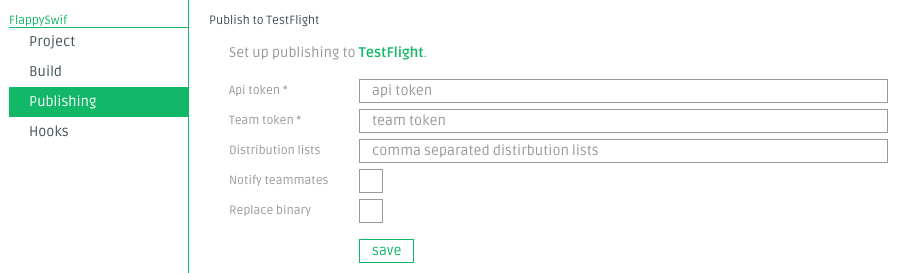 FlappySwif
Project
Build
Publishing
Hooks
Publish to TestFlight
Set up publishing to TestFlight.
Api token * api token
Team token * team token
Distribution lists comma separated distirbution lists
Notify teammates
Replace binary
save